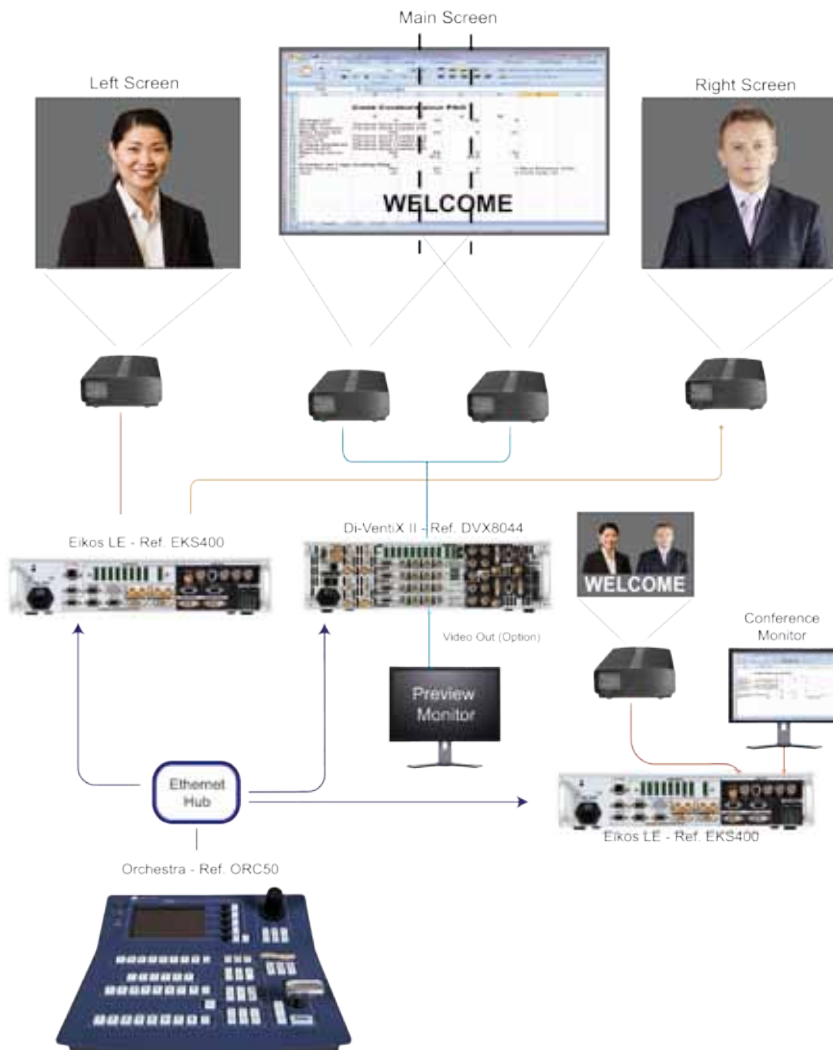 Main Screen
Left Screen
Right Screen
WELCOME
Eikos LE - Ref. EKS400
Di-VentiX II - Ref. DVX8044
WELCOME
Conference
Monitor
Video Out (Option)
Preview
Monitor
Ethernet
Hub
Eikos LE - Ref. EKS400
Orchestra - Ref. ORC50